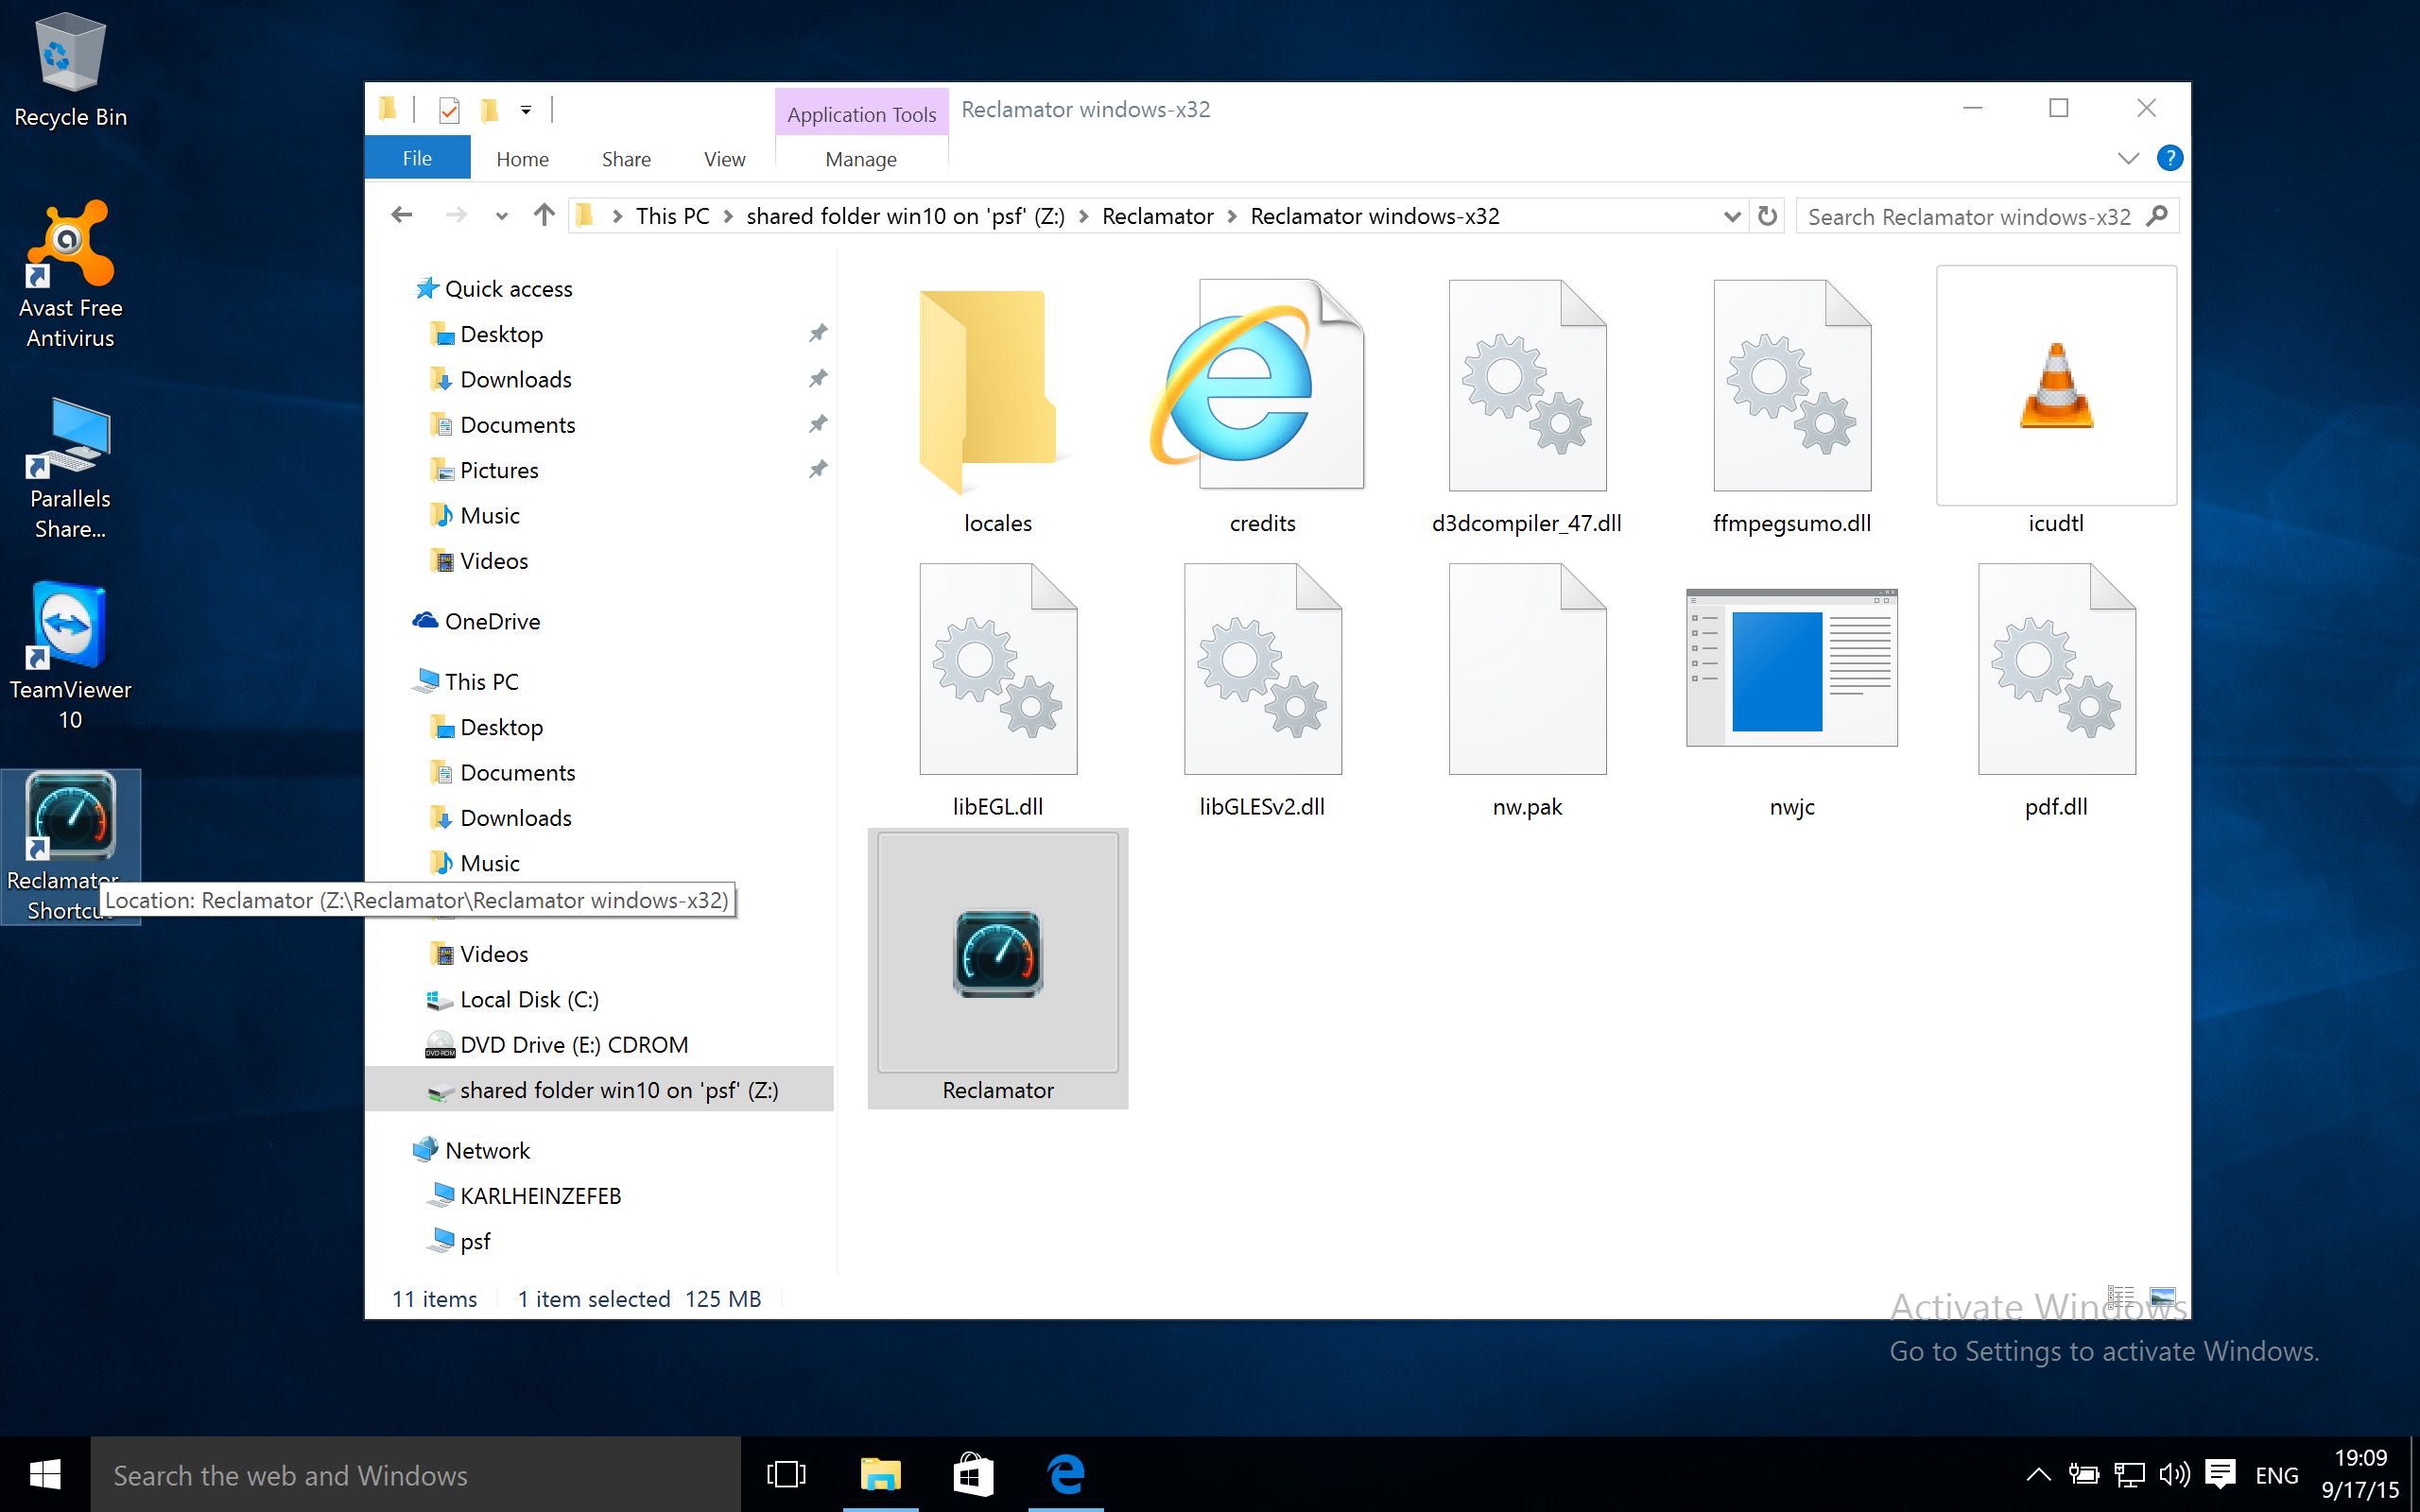 Recycle Bin
Avast Free
Antivirus
Parallels
Share...
TeamViewer
10
Reclamator
Location: Reclamator (Z:\Reclamator\Reclamator windows-x32)
Application Tools
Reclamator windows-x32
File
Home
Share
View
Manage
?
This PC
shared folder win10 on 'psf' (Z:)
Reclamator
Reclamator windows-x32
Search Reclamator windows-x32
Quick access
Desktop
Downloads
Documents
Pictures
Music
Videos
OneDrive
This PC
Desktop
Documents
Downloads
Music
Videos
Local Disk (C:)
DVD Drive (E:) CDROM
shared folder win10 on 'psf' (Z:)
Network
KARLHEINZEFEB
psf
locales
credits
d3dcompiler_47.dll
ffmpegsumo.dll
icudtl
libEGL.dll
libGLESv2.dll
nw.pak
nwjc
pdf.dll
Reclamator
11 items
1 item selected 125 MB
Activate Windows
Go to Settings to activate Windows.
Search the web and Windows
ENG
19:09
9/17/15